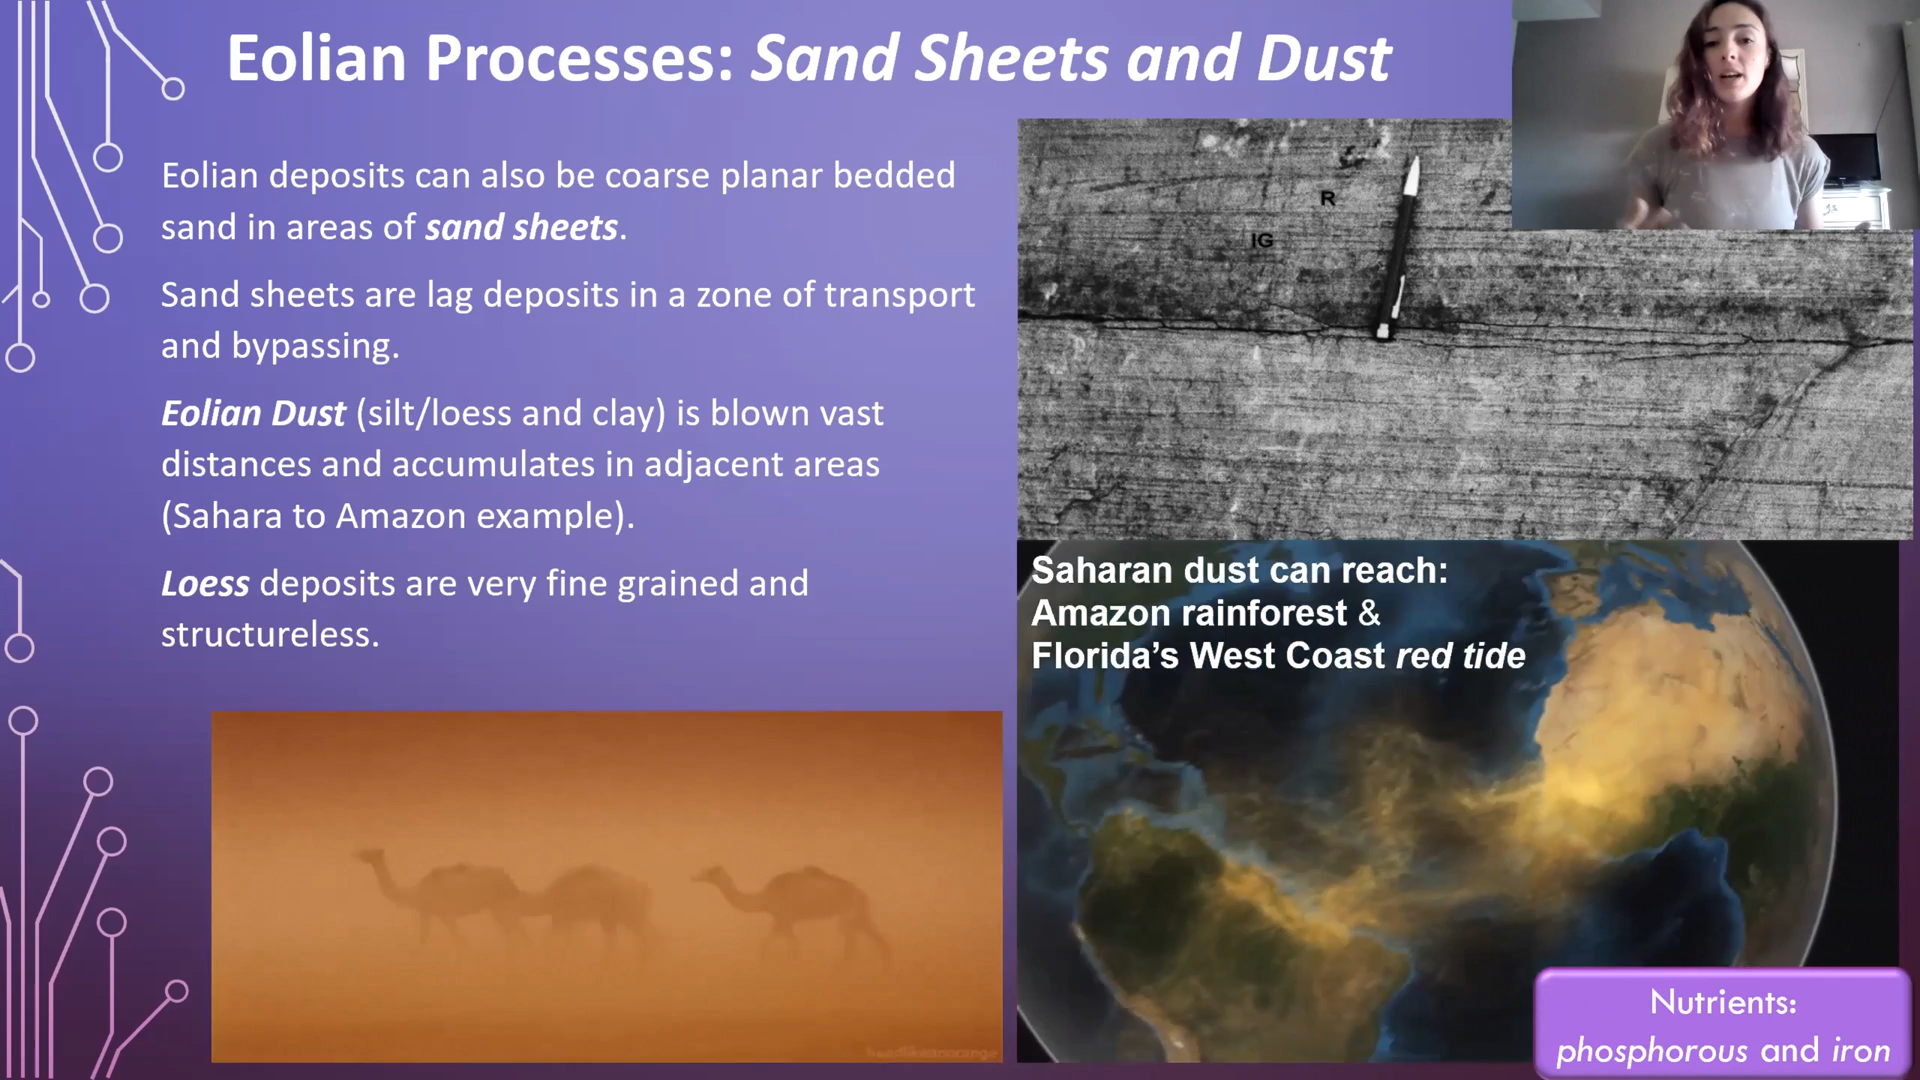 Eolian Processes: Sand Sheets and Dust
Eolian deposits can also be coarse planar bedded
sand in areas of sand sheets.
Sand sheets are lag deposits in a zone of transport
and bypassing.
Eolian Dust (silt/loess and clay) is blown vast
distances and accumulates in adjacent areas
(Sahara to Amazon example).
Loess deposits are very fine grained and
structureless.
R
IG
Saharan dust can reach:
Amazon rainforest &
Florida's West Coast red tide
Nutrients:
phosphorous and iron